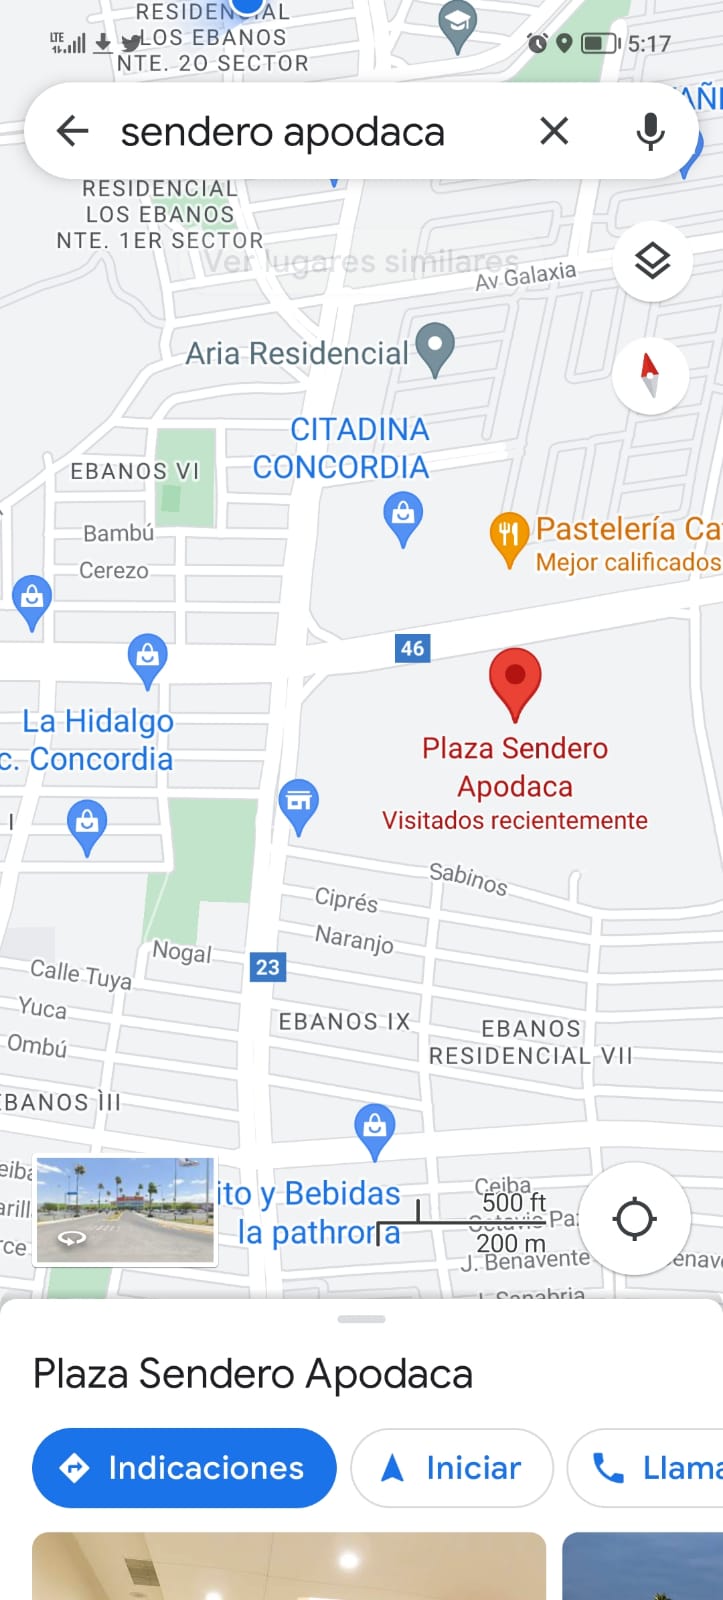 RESIDENCIAL
LOS EBANOS
NTE. 2O SECTOR
LTE
5:17
sendero apodaca
RESIDENCIAL
LOS EBANOS
NTE. 1ER SECTOR
Ver lugares similares
Av Galaxia
Aria Residencial
CITADINA
CONCORDIA
EBANOS VI
Bambú
Cerezo
Pastelería Ca
Mejor calificados
46
La Hidalgo
c. Concordia
Plaza Sendero
Apodaca
Visitados recientemente
Sabinos
Ciprés
Naranjo
Nogal
23
Calle Tuya
Yuca
Ombú
EBANOS IX
EBANOS
RESIDENCIAL VII
EBANOS III
ito y Bebidas
la pathrona
Ceiba
500 ft
200 m
J. Benavente
Plaza Sendero Apodaca
Indicaciones
Iniciar
Llama